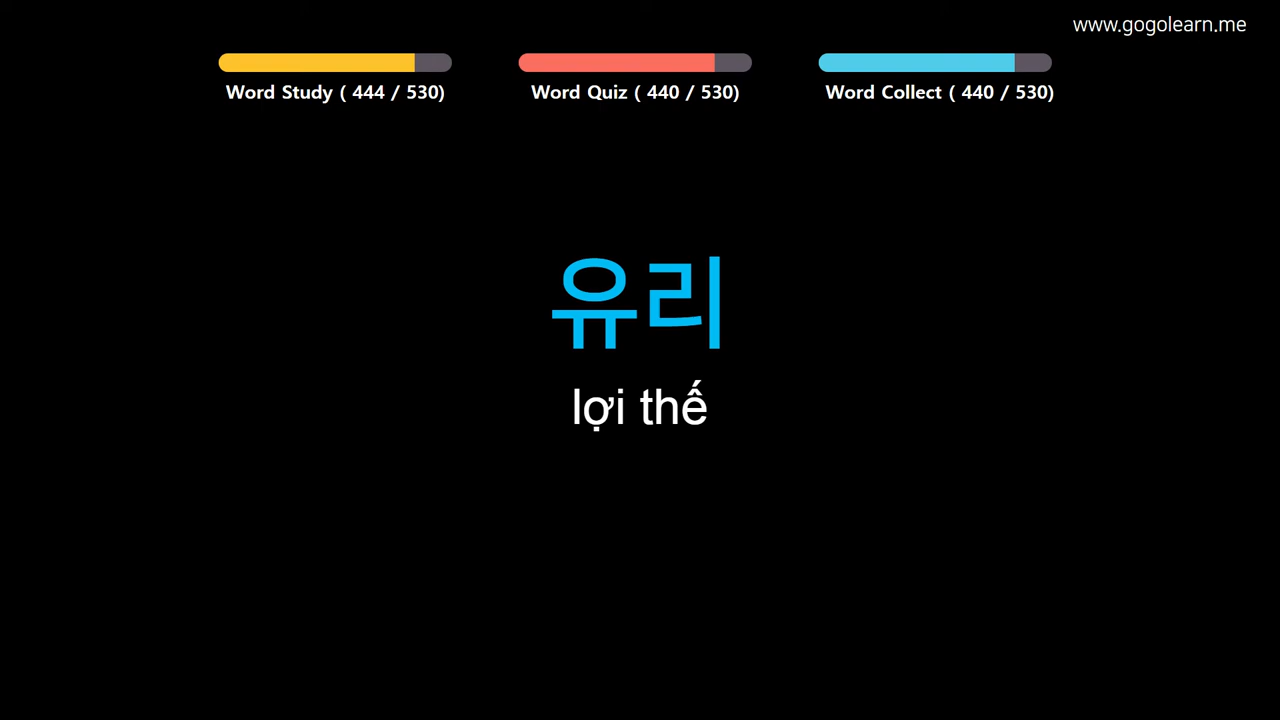 www.gogolearn.me
Word Study ( 444 / 530)
Word Quiz ( 440 / 530)
Word Collect ( 440 / 530)
유리
lợi thế